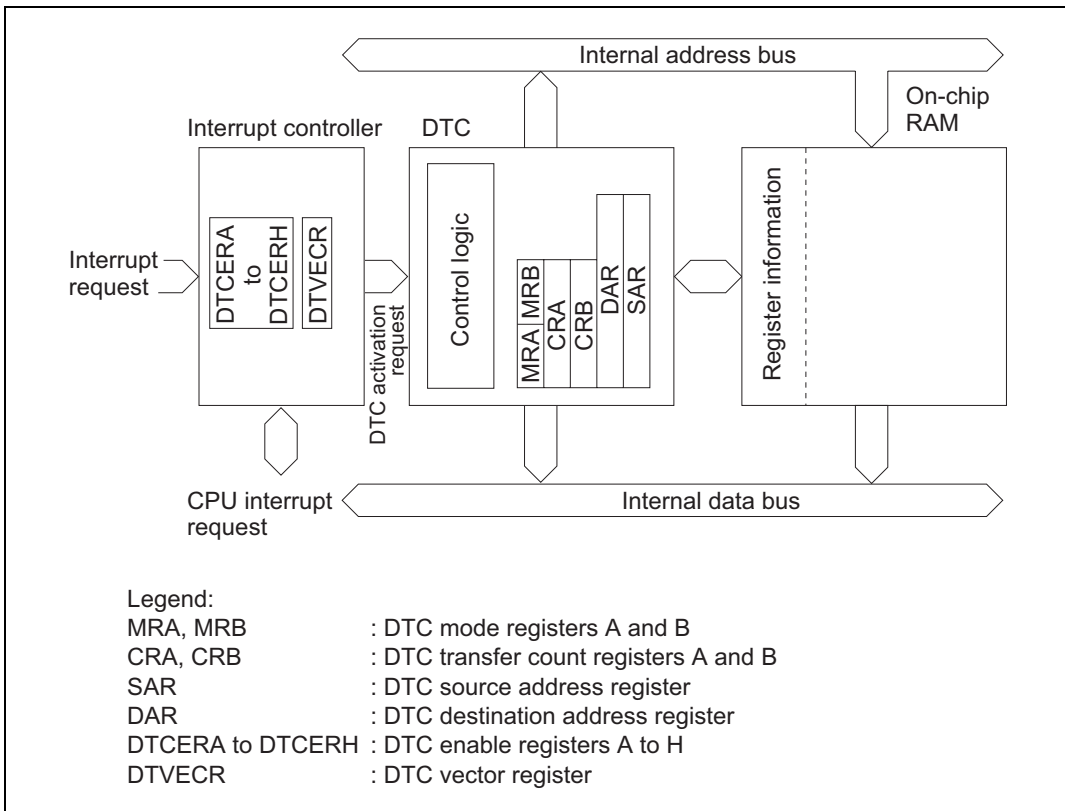 Internal address bus
On-chip
RAM
Interrupt controller
DTC
Interrupt
request
DTCERA
to
DTCERH
DTVECR
DTC activation
request
Control logic
MRA
MRB
CRA
CRB
DAR
SAR
Register information
CPU interrupt
request
Internal data bus
Legend:
MRA, MRB : DTC mode registers A and B
CRA, CRB : DTC transfer count registers A and B
SAR : DTC source address register
DAR : DTC destination address register
DTCERA to DTCERH : DTC enable registers A to H
DTVECR : DTC vector register